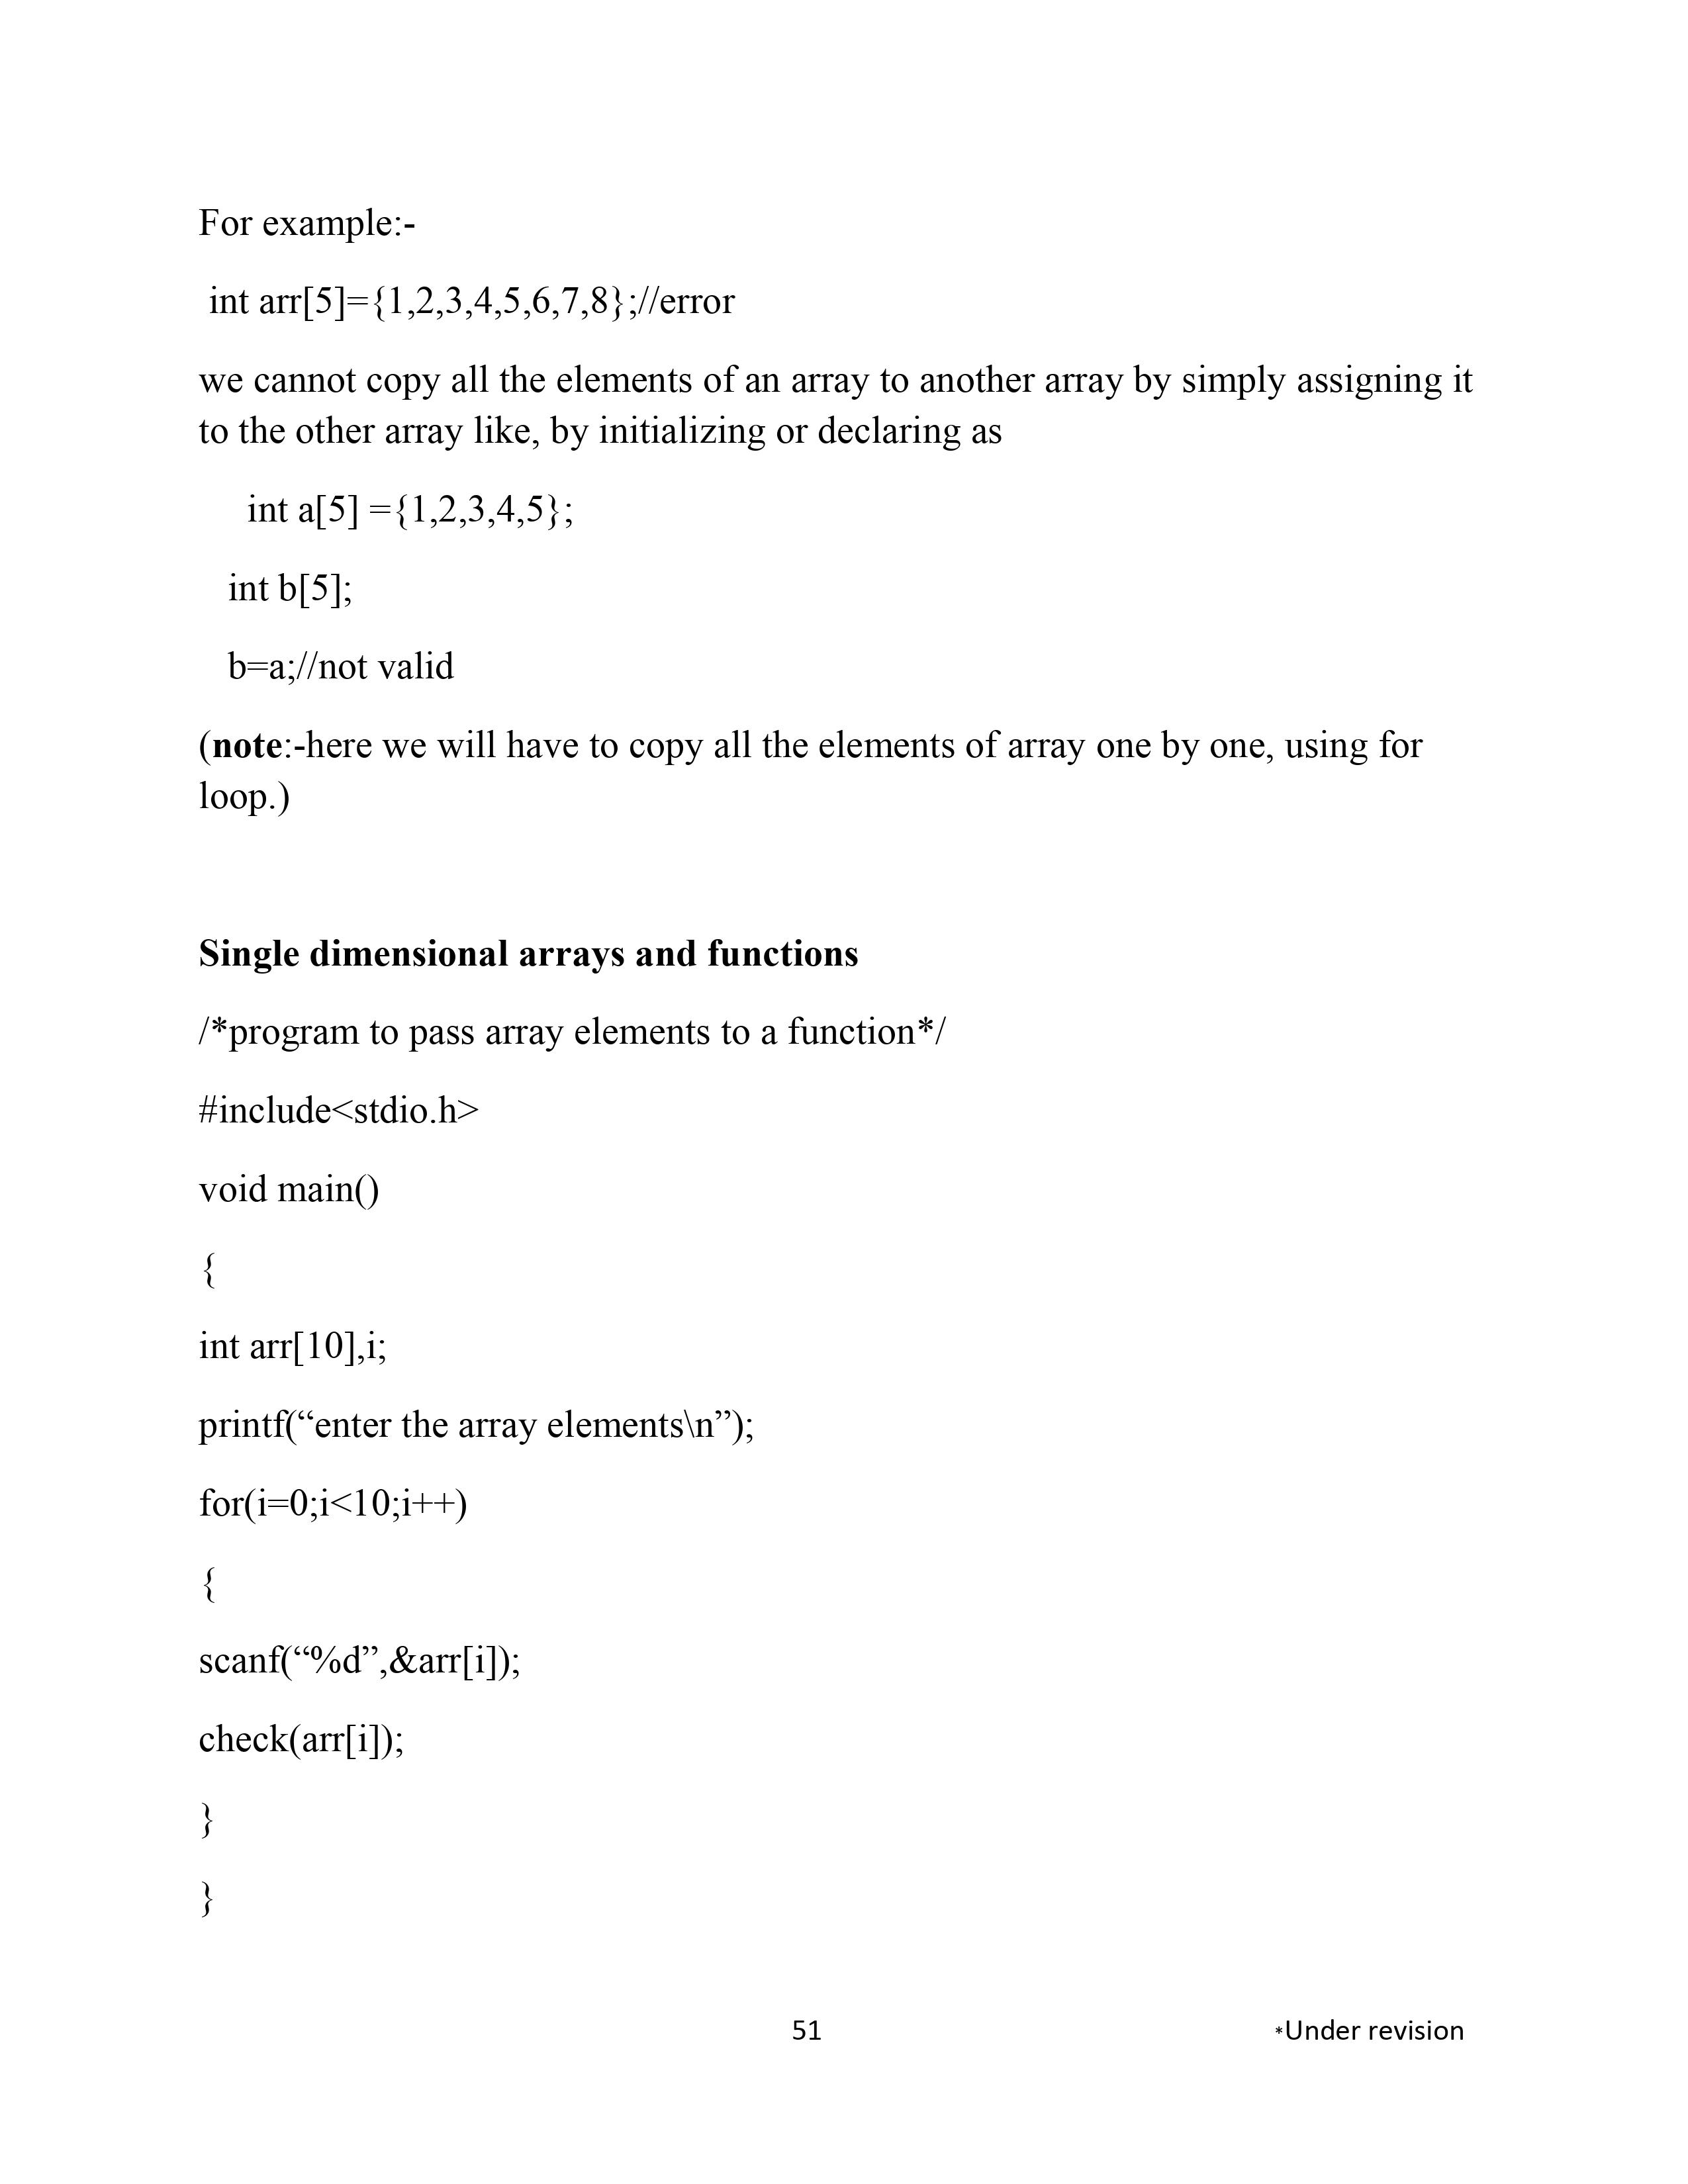 For example:-
int arr[5]={1,2,3,4,5,6,7,8};//error
we cannot copy all the elements of an array to another array by simply assigning it
to the other array like, by initializing or declaring as
int a[5] ={1,2,3,4,5};
int b[5];
b=a;//not valid
(note:-here we will have to copy all the elements of array one by one, using for
loop.)
Single dimensional arrays and functions
/*program to pass array elements to a function*/
#include<stdio.h>
void main()
{
int arr[10],i;
printf(“enter the array elements\n”);
for(i=0;i<10;i++)
{
scanf(“%d”,&arr[i]);
check(arr[i]);
}
}
51 *Under revision